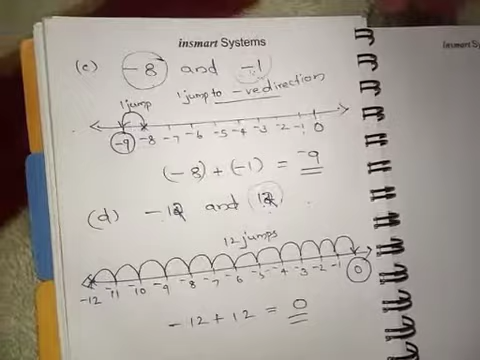 insmart Systems
(c) -8 and -1
1 jump
1 jump to -ve direction
-9 -8 -7 -6 -5 -4 -3 -2 -1 0
(-8) + (-1) = -9
(d) -12 and 12
12 jumps
-12 -11 -10 -9 -8 -7 -6 -5 -4 -3 -2 -1 0
-12 + 12 = 0
insmart Sys